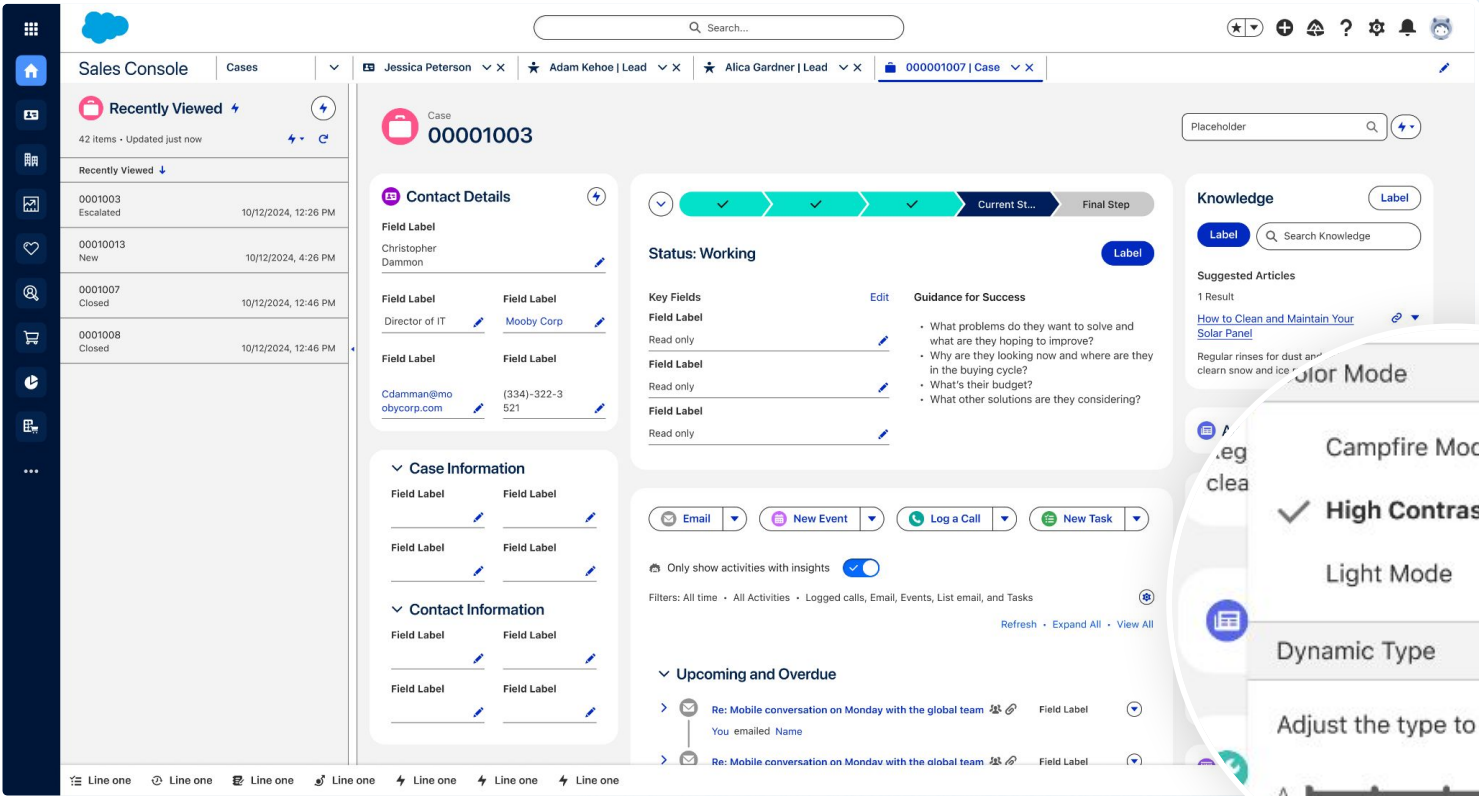 Search...
Sales Console
Cases
Jessica Peterson
Adam Kehoe | Lead
Alica Gardner | Lead
000001007 | Case
Recently Viewed
42 items • Updated just now
Recently Viewed
0001003
Escalated
10/12/2024, 12:26 PM
00010013
New
10/12/2024, 4:26 PM
0001007
Closed
10/12/2024, 12:46 PM
0001008
Closed
10/12/2024, 12:46 PM
Case
00001003
Placeholder
Contact Details
Field Label
Christopher
Dammon
Field Label
Field Label
Director of IT
Mooby Corp
Field Label
Field Label
Cdamman@mo
obycorp.com
(334)-322-3
521
Case Information
Field Label
Field Label
Field Label
Field Label
Contact Information
Field Label
Field Label
Field Label
Field Label
Current St...
Final Step
Status: Working
Label
Key Fields
Edit
Field Label
Read only
Field Label
Read only
Field Label
Read only
Guidance for Success
• What problems do they want to solve and
what are they hoping to improve?
• Why are they looking now and where are they
in the buying cycle?
• What's their budget?
• What other solutions are they considering?
Email
New Event
Log a Call
New Task
Only show activities with insights
Filters: All time • All Activities • Logged calls, Email, Events, List email, and Tasks
Refresh • Expand All • View All
Upcoming and Overdue
Re: Mobile conversation on Monday with the global team
Field Label
You emailed Name
Re: Mobile conversation on Monday with the global team
Field Label
Knowledge
Label
Label
Search Knowledge
Suggested Articles
1 Result
How to Clean and Maintain Your
Solar Panel
Regular rinses for dust and
clearn snow and ice
olor Mode
Campfire Mod
High Contras
Light Mode
Dynamic Type
Adjust the type to
Line one
Line one
Line one
Line one
Line one
Line one
Line one